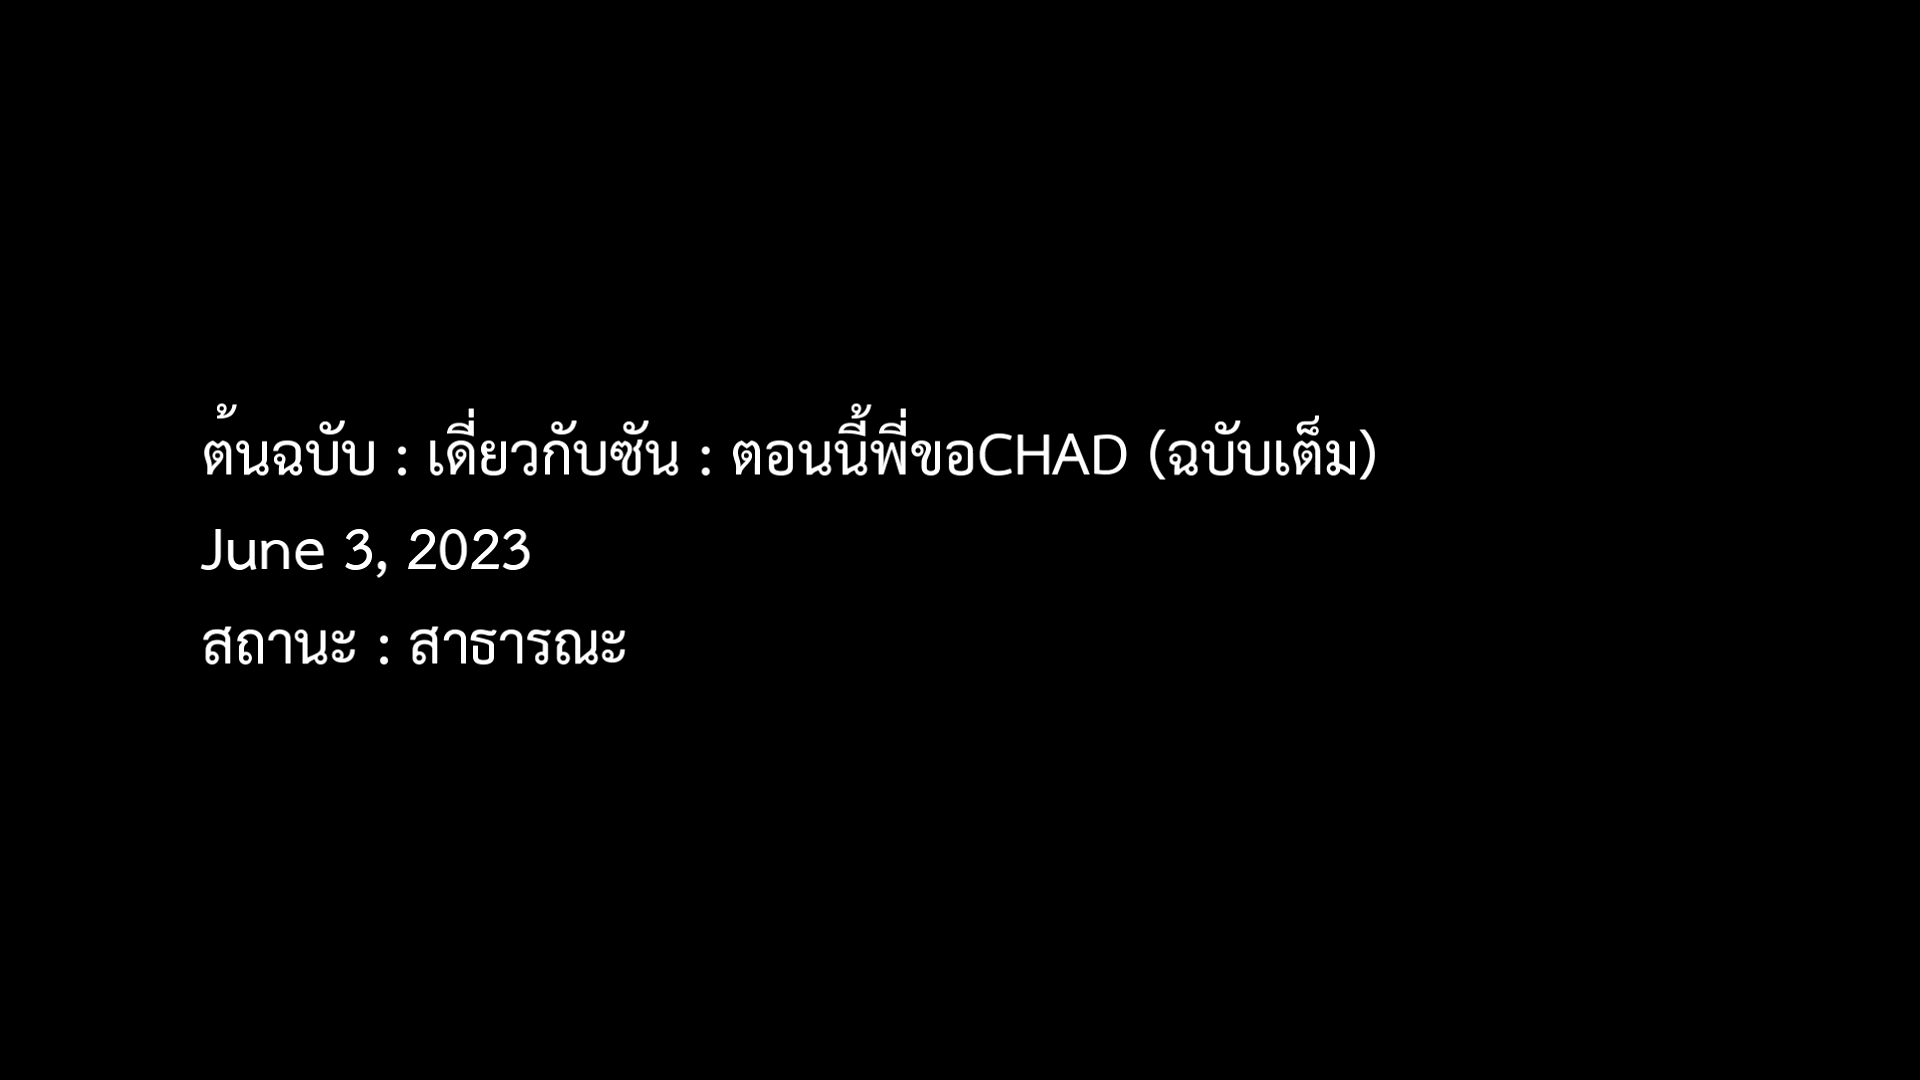 ต้นฉบับ : เดี่ยวกับซัน : ตอนนี้พี่ขอCHAD (ฉบับเต็ม)
June 3, 2023
สถานะ : สาธารณะ